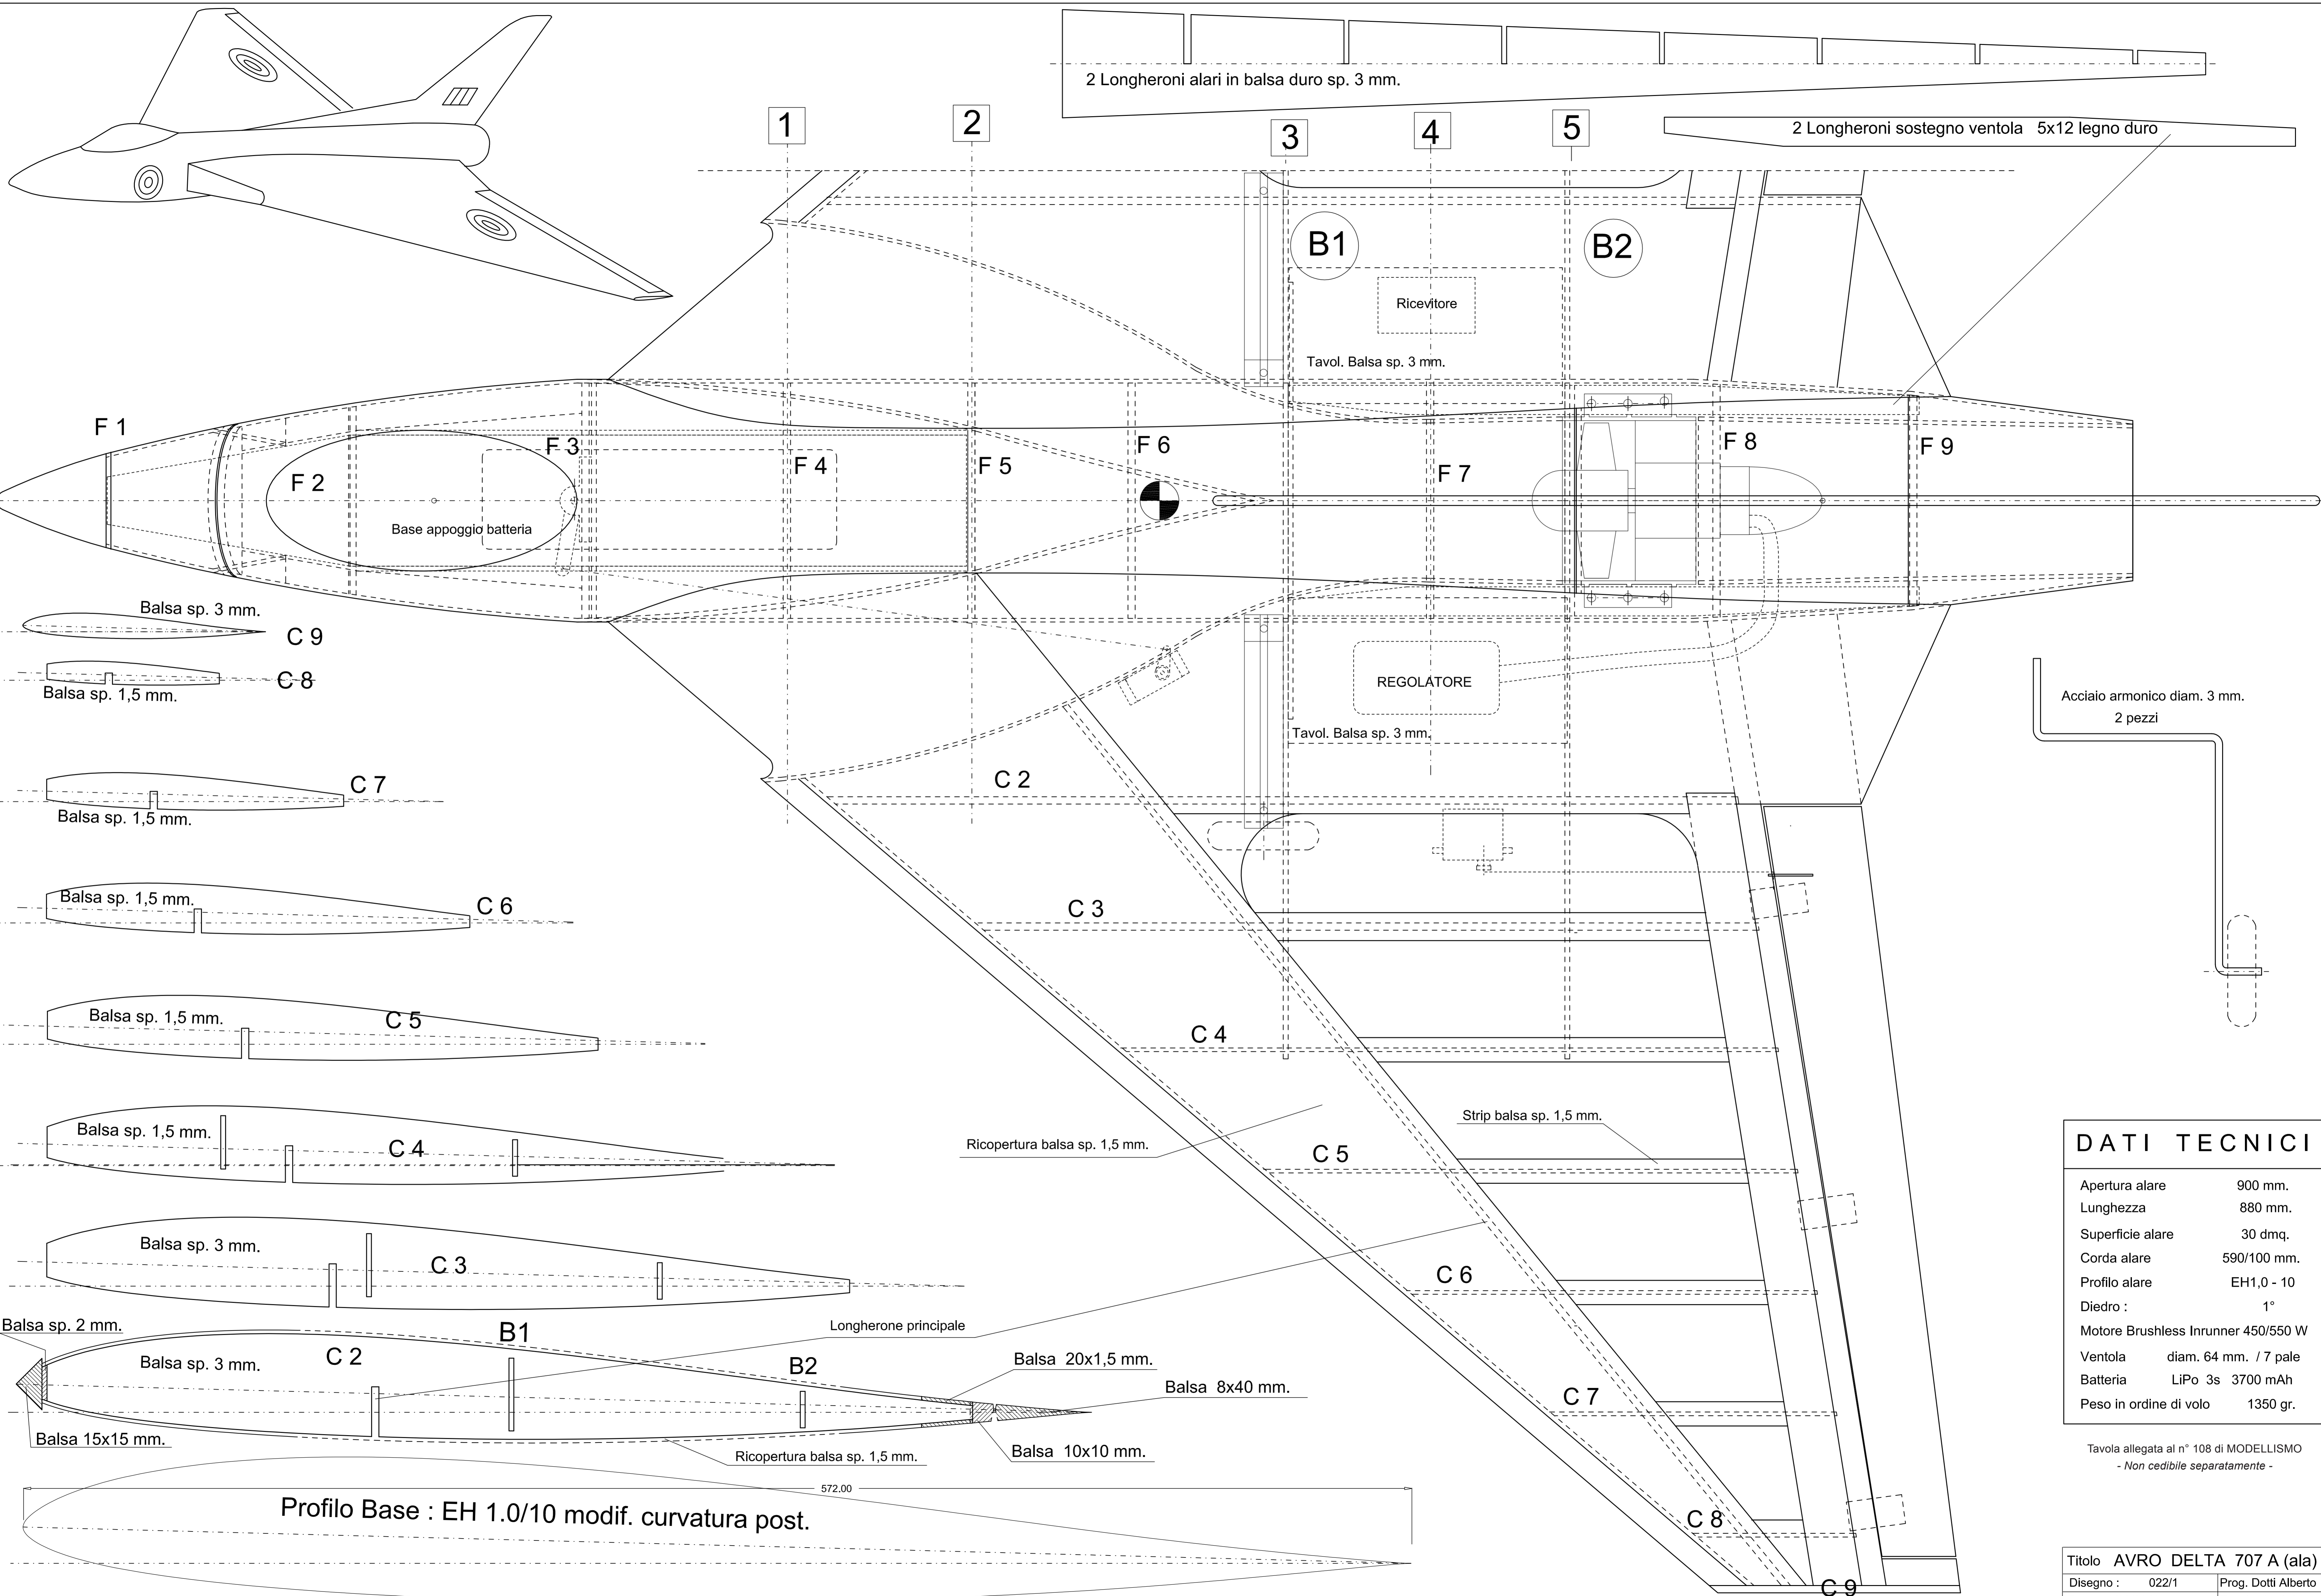 2 Longheroni alari in balsa duro sp. 3 mm.
1
2
3
4
5
2 Longheroni sostegno ventola 5x12 legno duro
B1
B2
Ricevitore
Tavol. Balsa sp. 3 mm.
F 1
F 2
F 3
F 4
F 5
F 6
F 7
F 8
F 9
Base appoggio batteria
Balsa sp. 3 mm.
C 9
C 8
Balsa sp. 1,5 mm.
REGOLATORE
Tavol. Balsa sp. 3 mm.
Acciaio armonico diam. 3 mm.
2 pezzi
C 7
Balsa sp. 1,5 mm.
C 2
Balsa sp. 1,5 mm.
C 6
C 3
Balsa sp. 1,5 mm.
C 5
C 4
Balsa sp. 1,5 mm.
C 4
Ricopertura balsa sp. 1,5 mm.
Strip balsa sp. 1,5 mm.
C 5
Balsa sp. 3 mm.
C 3
C 6
Balsa sp. 2 mm.
B1
Longherone principale
Balsa sp. 3 mm.
C 2
B2
Balsa 20x1,5 mm.
Balsa 8x40 mm.
C 7
Balsa 15x15 mm.
Ricopertura balsa sp. 1,5 mm.
Balsa 10x10 mm.
572.00
Profilo Base : EH 1.0/10 modif. curvatura post.
C 8
C 9
DATI TECNICI
Apertura alare 900 mm.
Lunghezza 880 mm.
Superficie alare 30 dmq.
Corda alare 590/100 mm.
Profilo alare EH1,0 - 10
Diedro : 1°
Motore Brushless Inrunner 450/550 W
Ventola diam. 64 mm. / 7 pale
Batteria LiPo 3s 3700 mAh
Peso in ordine di volo 1350 gr.
Tavola allegata al n° 108 di MODELLISMO
- Non cedibile separatamente -
Titolo AVRO DELTA 707 A (ala)
Disegno : 022/1 Prog. Dotti Alberto